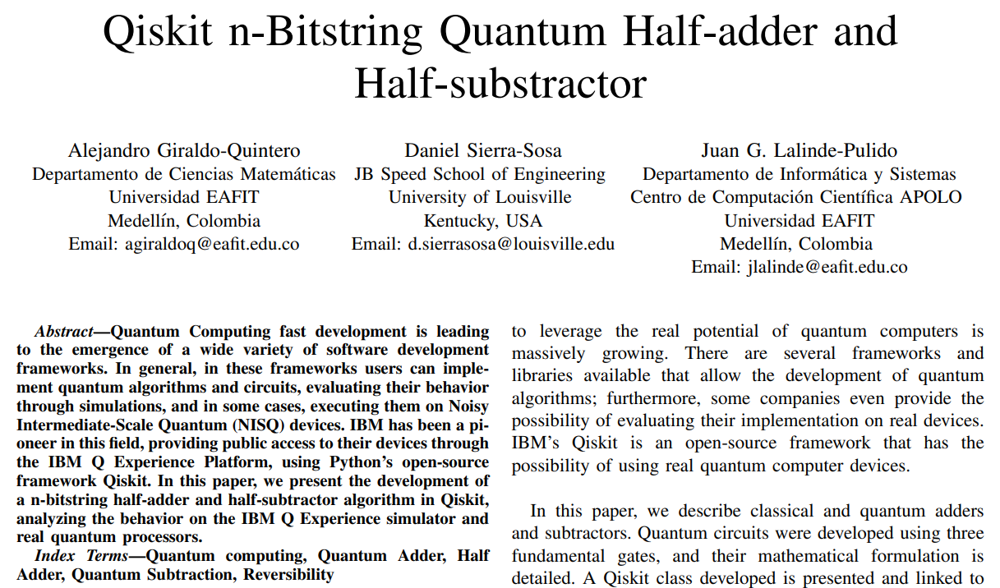 Qiskit n-Bitstring Quantum Half-adder and
Half-substractor
Alejandro Giraldo-Quintero
Departamento de Ciencias Matemáticas
Universidad EAFIT
Medellín, Colombia
Email: agiraldoq@eafit.edu.co
Daniel Sierra-Sosa
JB Speed School of Engineering
University of Louisville
Kentucky, USA
Email: d.sierrasosa@louisville.edu
Juan G. Lalinde-Pulido
Departamento de Informática y Sistemas
Centro de Computación Científica APOLO
Universidad EAFIT
Medellín, Colombia
Email: jlalinde@eafit.edu.co
Abstract—Quantum Computing fast development is leading
to the emergence of a wide variety of software development
frameworks. In general, in these frameworks users can imple-
ment quantum algorithms and circuits, evaluating their behavior
through simulations, and in some cases, executing them on Noisy
Intermediate-Scale Quantum (NISQ) devices. IBM has been a pi-
oneer in this field, providing public access to their devices through
the IBM Q Experience Platform, using Python's open-source
framework Qiskit. In this paper, we present the development of
a n-bitstring half-adder and half-subtractor algorithm in Qiskit,
analyzing the behavior on the IBM Q Experience simulator and
real quantum processors.
Index Terms—Quantum computing, Quantum Adder, Half
Adder, Quantum Subtraction, Reversibility
to leverage the real potential of quantum computers is
massively growing. There are several frameworks and
libraries available that allow the development of quantum
algorithms; furthermore, some companies even provide the
possibility of evaluating their implementation on real devices.
IBM's Qiskit is an open-source framework that has the
possibility of using real quantum computer devices.
In this paper, we describe classical and quantum adders
and subtractors. Quantum circuits were developed using three
fundamental gates, and their mathematical formulation is
detailed. A Qiskit class developed is presented and linked to